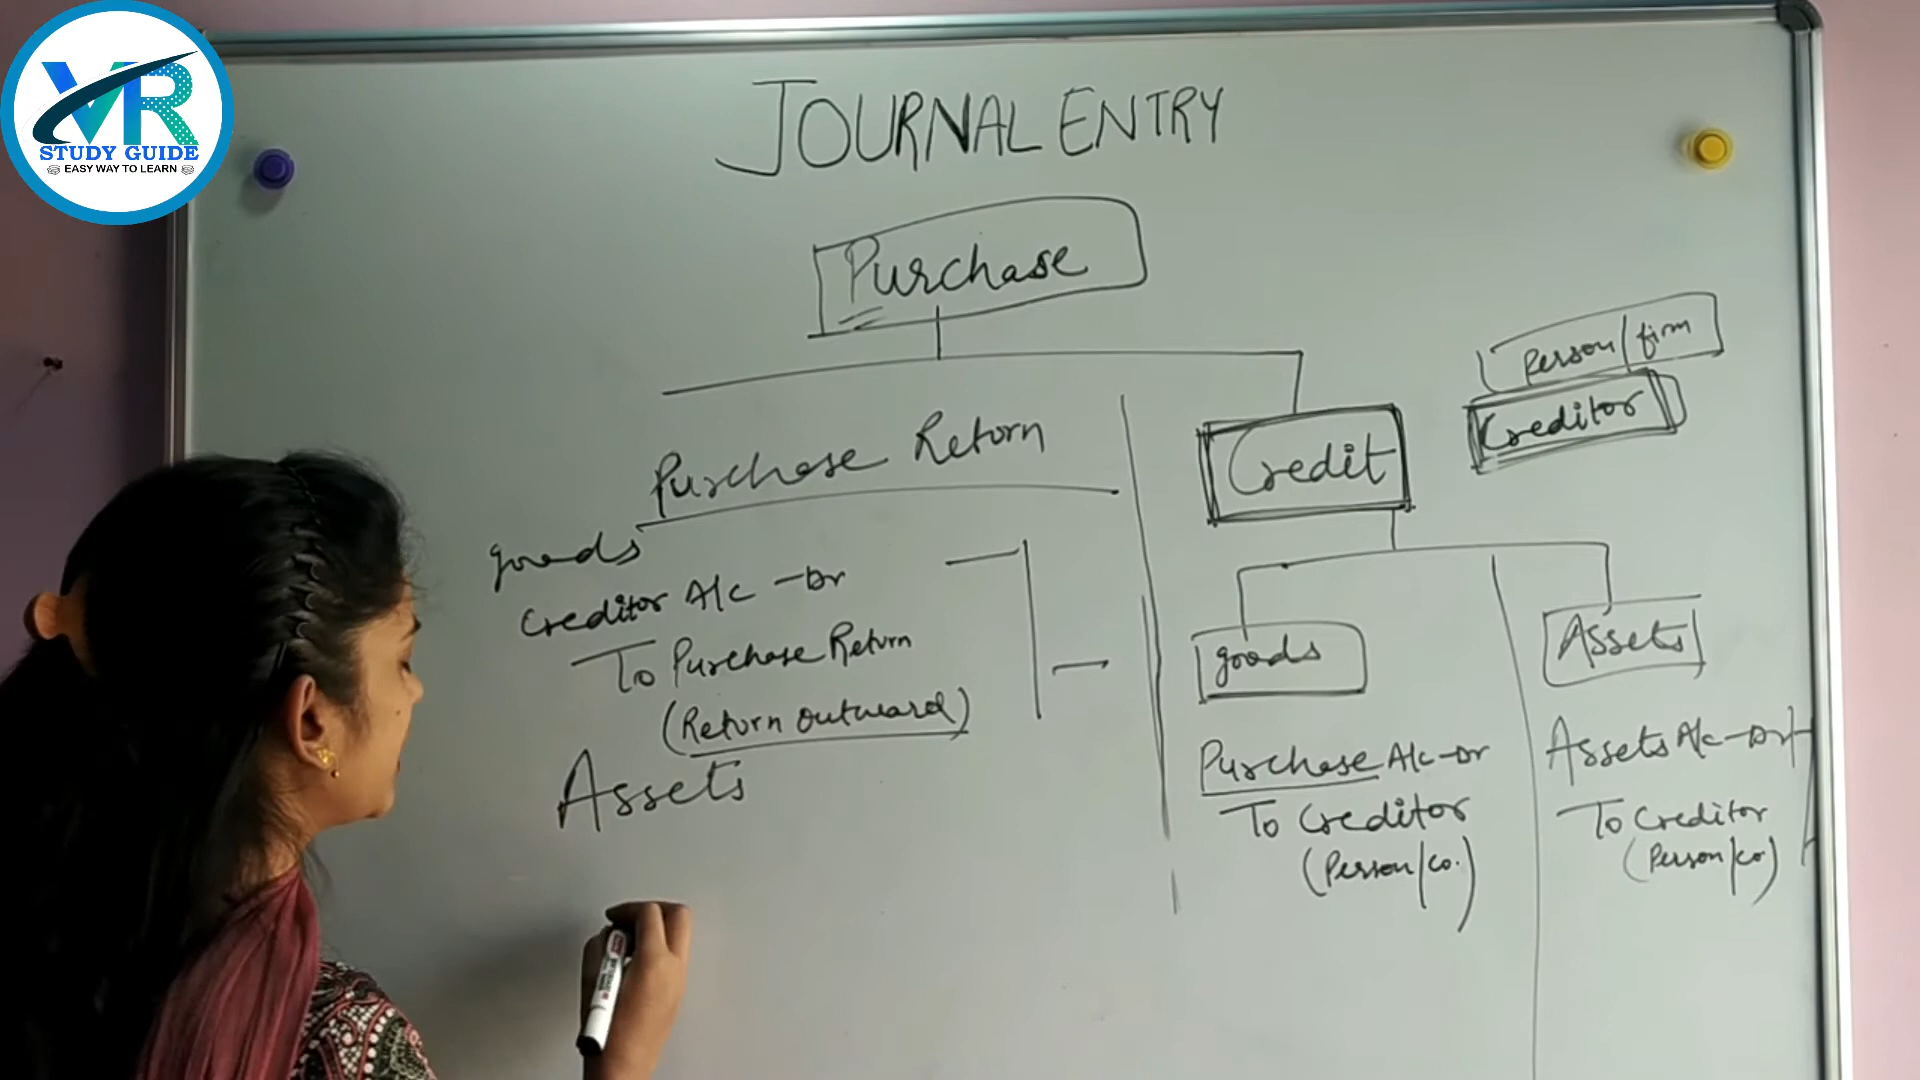 VR
STUDY GUIDE
EASY WAY TO LEARN
JOURNAL ENTRY
Purchase
Person/firm
Creditor
Purchase Return
Credit
goods
Creditor A/c - Dr
To Purchase Return
(Return outward)
Assets
goods
Purchase A/c - Dr
To Creditor
(Person/co.)
Assets
Assets A/c - Dr
To Creditor
(Person/co)